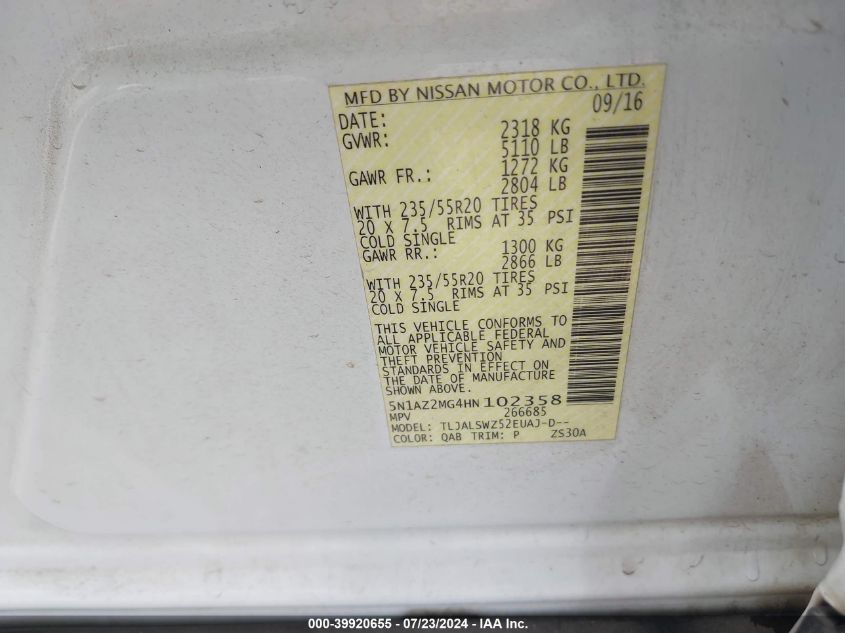 MFD BY NISSAN MOTOR CO., LTD.
DATE: 09/16
GVWR: 2318 KG
5110 LB
GAWR FR.: 1272 KG
2804 LB
WITH 235/55R20 TIRES
20 X 7.5 RIMS AT 35 PSI
COLD SINGLE
GAWR RR.: 1300 KG
2866 LB
WITH 235/55R20 TIRES
20 X 7.5 RIMS AT 35 PSI
COLD SINGLE
THIS VEHICLE CONFORMS TO
ALL APPLICABLE FEDERAL
MOTOR VEHICLE SAFETY AND
THEFT PREVENTION
STANDARDS IN EFFECT ON
THE DATE OF MANUFACTURE
SHOWN ABOVE.
5N1AZ2MG4HN102358
MPV 266685
MODEL: TLJALSWZ52EUAJ-D--
COLOR: QAB TRIM: P ZS30A
000-39920655 - 07/23/2024 - IAA Inc.